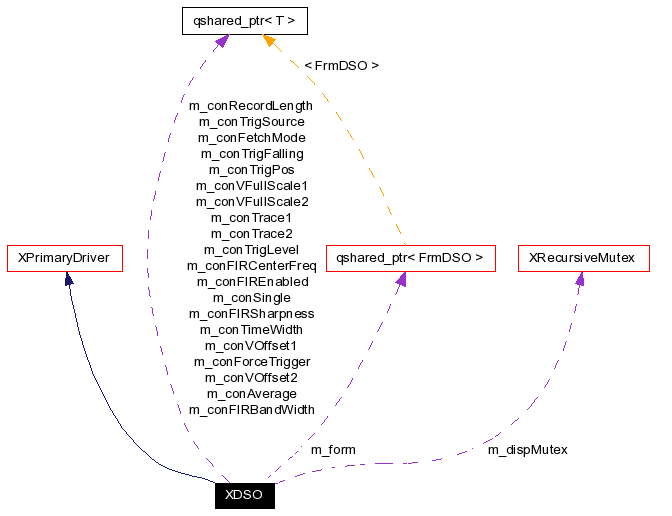 qshared_ptr< T >
< FrmDSO >
m_conRecordLength
m_conTrigSource
m_conFetchMode
m_conTrigFalling
m_conTrigPos
m_conVFullScale1
m_conVFullScale2
m_conTrace1
m_conTrace2
m_conTrigLevel
m_conFIRCenterFreq
m_conFIREnabled
m_conSingle
m_conFIRSharpness
m_conTimeWidth
m_conVOffset1
m_conForceTrigger
m_conVOffset2
m_conAverage
m_conFIRBandWidth
XPrimaryDriver
qshared_ptr< FrmDSO >
XRecursiveMutex
m_form
m_dispMutex
XDSO